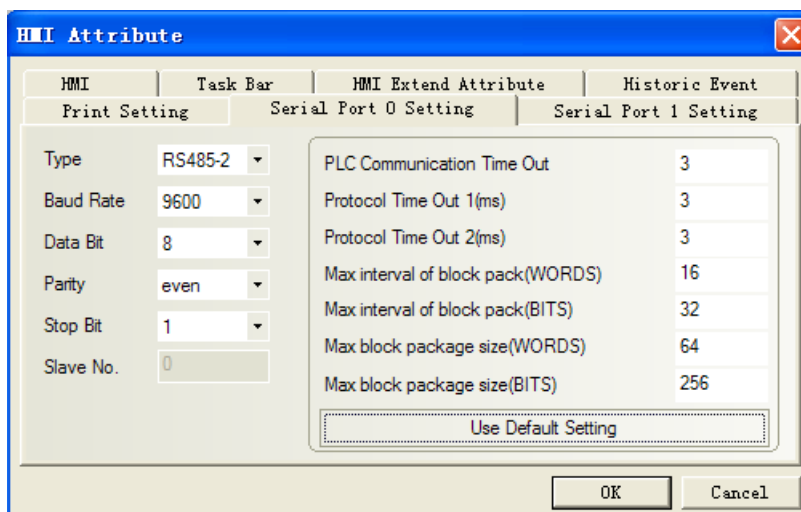 HMI Attribute
HMI Task Bar HMI Extend Attribute Historic Event
Print Setting Serial Port 0 Setting Serial Port 1 Setting
Type RS485-2
Baud Rate 9600
Data Bit 8
Parity even
Stop Bit 1
Slave No. 0
PLC Communication Time Out 3
Protocol Time Out 1(ms) 3
Protocol Time Out 2(ms) 3
Max interval of block pack(WORDS) 16
Max interval of block pack(BITS) 32
Max block package size(WORDS) 64
Max block package size(BITS) 256
Use Default Setting
OK Cancel